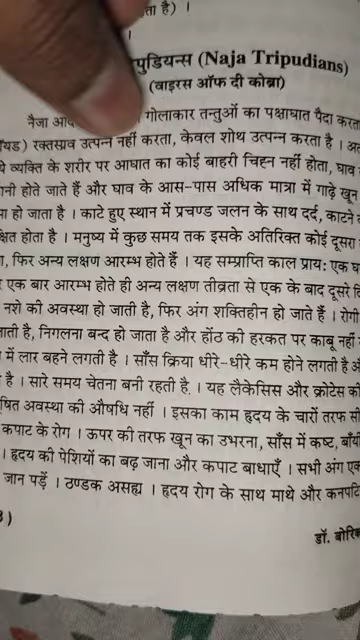 ता है) ।
।
पुडियन्स (Naja Tripudians)
(वाइरस ऑफ दी कोब्रा)
नैजा गोलाकार तन्तुओं का पक्षाघात पैदा करता
रक्तस्राव उत्पन्न नहीं करता, केवल शोथ उत्पन्न करता है ।
व्यक्ति के शरीर पर आघात का कोई बाहरी चिह्न नहीं होता, घाव
नी होते जाते हैं और घाव के आस-पास अधिक मात्रा में गाढ़े खून
मा हो जाता है । काटे हुए स्थान में प्रचण्ड जलन के साथ दर्द, काटने
क्षित होता है । मनुष्य में कुछ समय तक इसके अतिरिक्त कोई दूसरा
, फिर अन्य लक्षण आरम्भ होते हैं । यह सम्प्राप्ति काल प्रायः एक
एक बार आरम्भ होते ही अन्य लक्षण तीव्रता से एक के बाद दूसरे
नशे की अवस्था हो जाती है, फिर अंग शक्तिहीन हो जाते हैं । रोगी
जाती है, निगलना बन्द हो जाता है और होंठ की हरकत पर काबू नहीं
में लार बहने लगती है । साँस क्रिया धीरे-धीरे कम होने लगती है
है । सारे समय चेतना बनी रहती है । यह लैकेसिस और क्रोटेस
षित अवस्था की औषधि नहीं । इसका काम हृदय के चारों तरफ
कपाट के रोग । ऊपर की तरफ खून का उभरना, साँस में कष्ट,
। हृदय की पेशियों का बढ़ जाना और कपाट बाधाएँ । सभी अंग
जान पड़ें । ठण्डक असह्य । हृदय रोग के साथ माथे और
)
डॉ. बोरिक